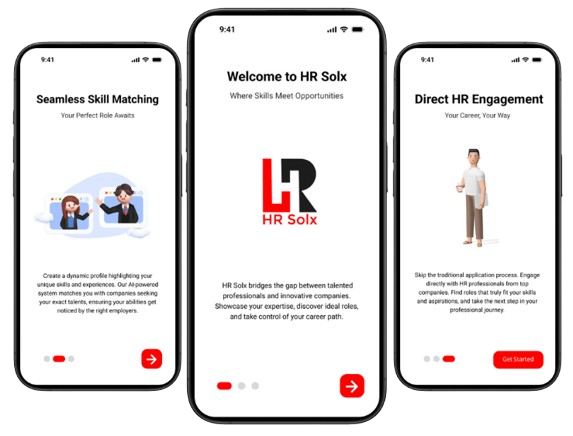 9:41
Seamless Skill Matching
Your Perfect Role Awaits
Create a dynamic profile highlighting your
unique skills and experiences. Our AI-powered
system matches you with companies seeking
your exact talents, ensuring your abilities get
noticed by the right employers.
9:41
Welcome to HR Solx
Where Skills Meet Opportunities
HR
HR Solx
HR Solx bridges the gap between talented
professionals and innovative companies.
Showcase your expertise, discover ideal roles,
and take control of your career path.
9:41
Direct HR Engagement
Your Career, Your Way
Skip the traditional application process. Engage
directly with HR professionals from top
companies. Find roles that truly fit your skills
and aspirations, and take the next step in your
professional journey.
Get Started